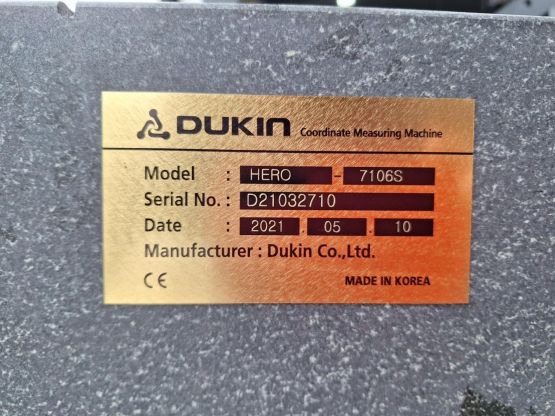 DUKIN Coordinate Measuring Machine
Model : HERO - 7106S
Serial No. : D21032710
Date : 2021 . 05 . 10
Manufacturer : Dukin Co.,Ltd.
CE MADE IN KOREA